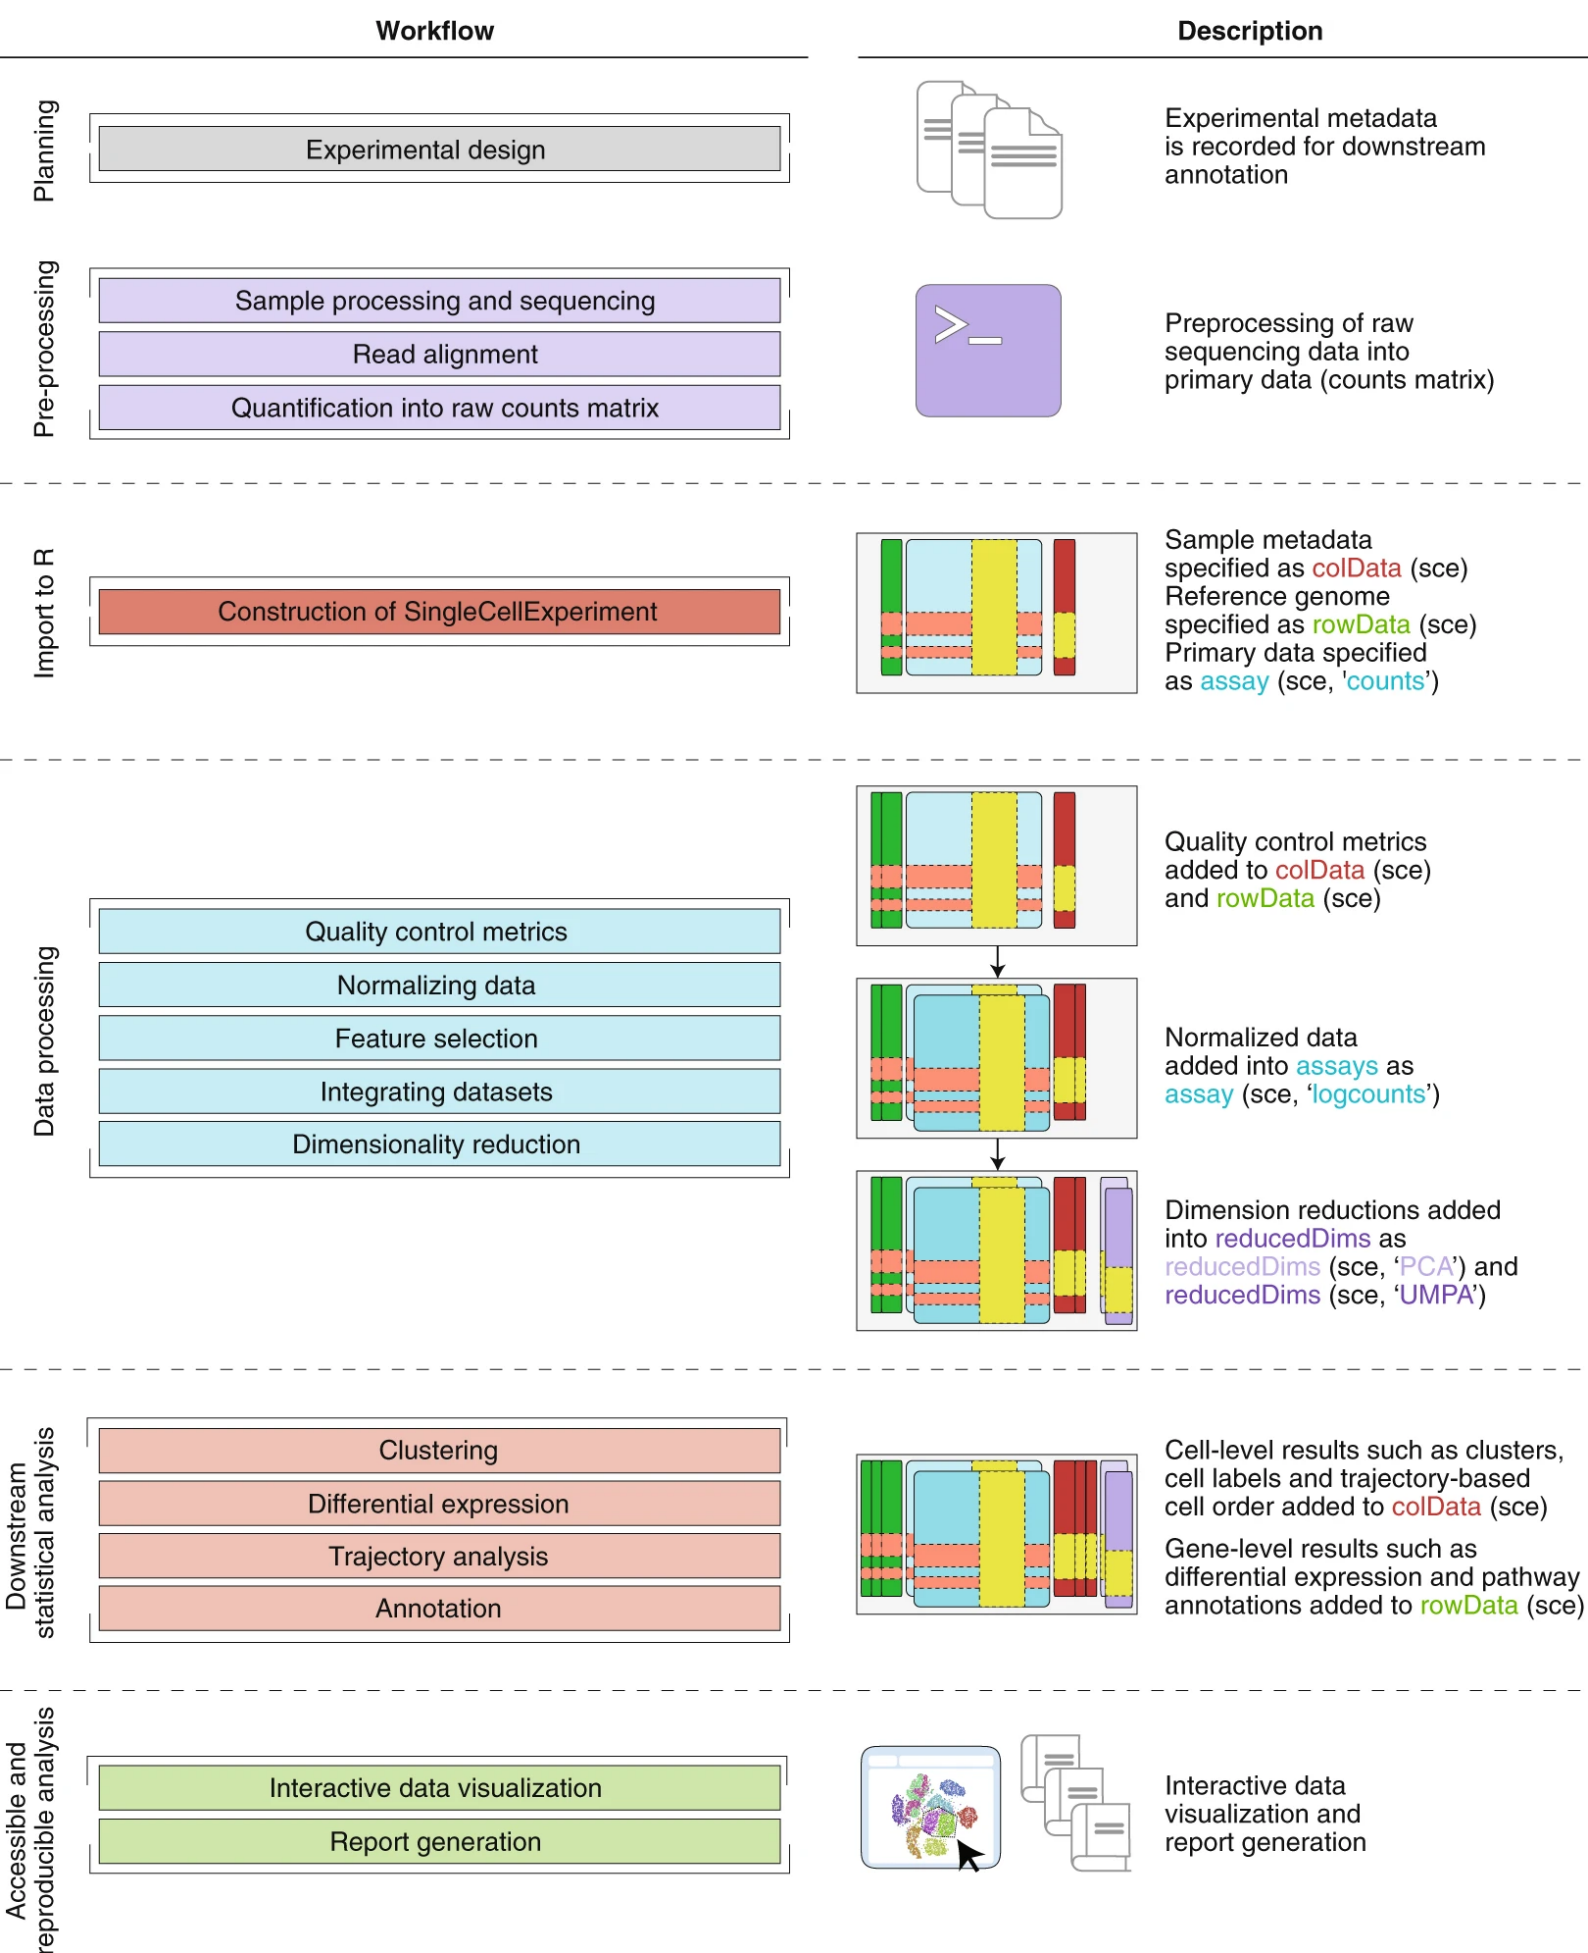 Workflow
Description
Planning
Experimental design
Experimental metadata
is recorded for downstream
annotation
Pre-processing
Sample processing and sequencing
Read alignment
Quantification into raw counts matrix
>_
Preprocessing of raw
sequencing data into
primary data (counts matrix)
Import to R
Construction of SingleCellExperiment
Sample metadata
specified as colData (sce)
Reference genome
specified as rowData (sce)
Primary data specified
as assay (sce, 'counts’)
Data processing
Quality control metrics
Normalizing data
Feature selection
Integrating datasets
Dimensionality reduction
Quality control metrics
added to colData (sce)
and rowData (sce)
Normalized data
added into assays as
assay (sce, ‘logcounts’)
Dimension reductions added
into reducedDims as
reducedDims (sce, ‘PCA’) and
reducedDims (sce, ‘UMPA’)
Downstream
statistical analysis
Clustering
Differential expression
Trajectory analysis
Annotation
Cell-level results such as clusters,
cell labels and trajectory-based
cell order added to colData (sce)
Gene-level results such as
differential expression and pathway
annotations added to rowData (sce)
Accessible and
reproducible analysis
Interactive data visualization
Report generation
Interactive data
visualization and
report generation